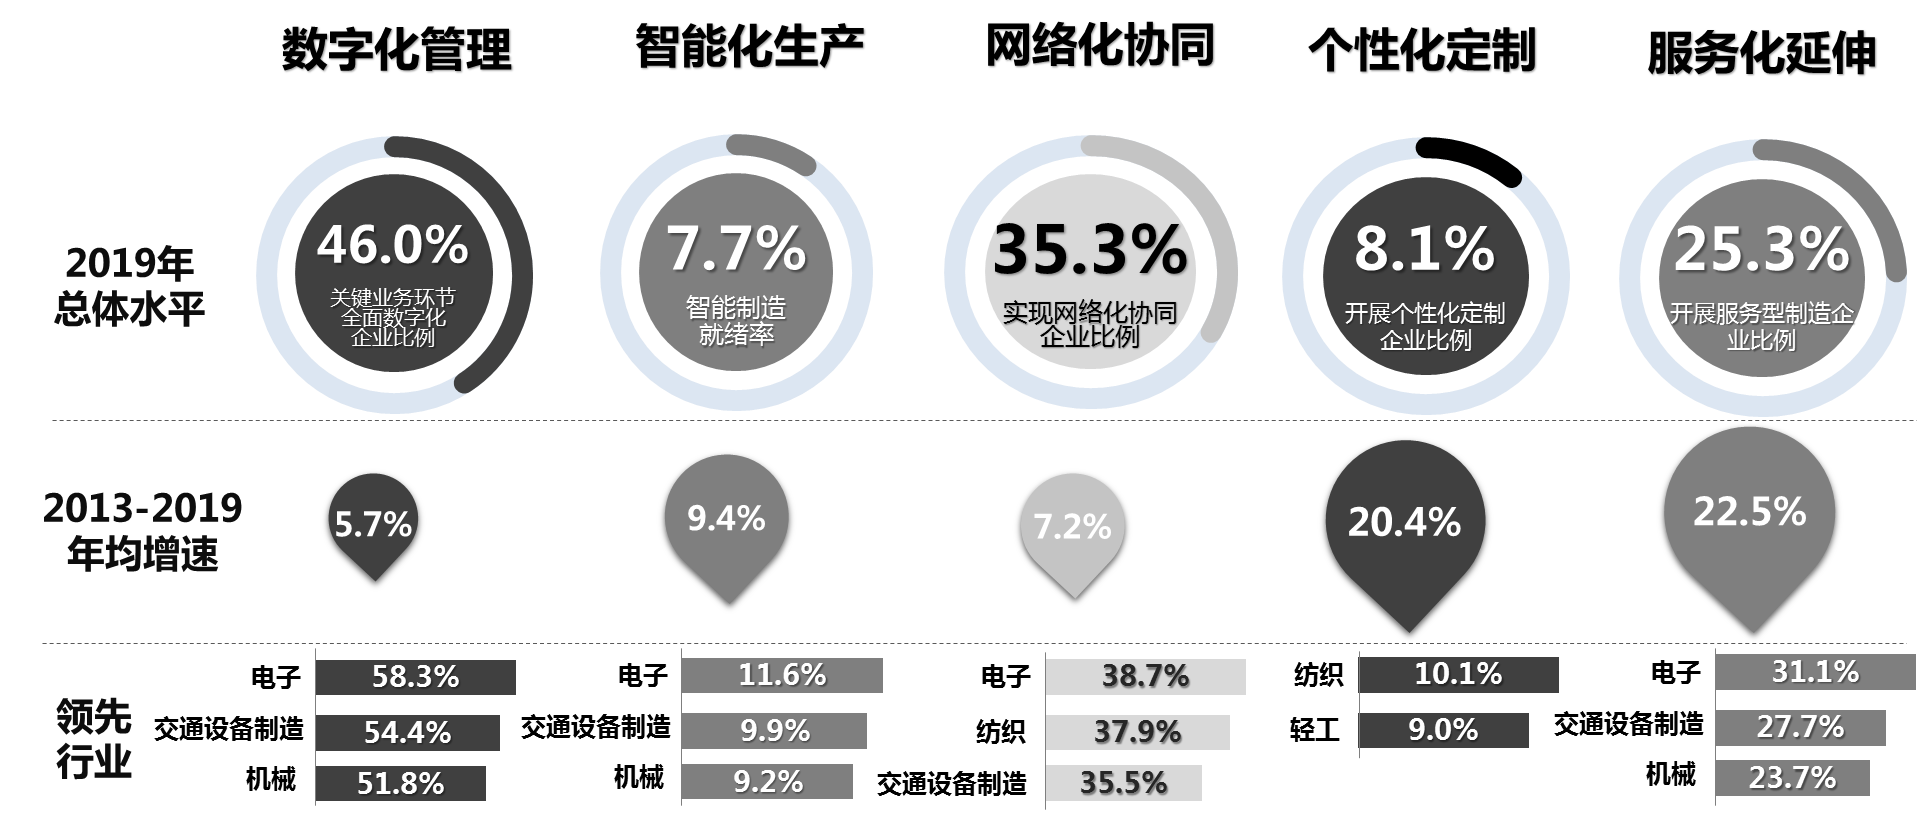 数字化管理
智能化生产
网络化协同
个性化定制
服务化延伸
2019年
总体水平
46.0%
关键业务环节
全面数字化
企业比例
7.7%
智能制造
就绪率
35.3%
实现网络化协同
企业比例
8.1%
开展个性化定制
企业比例
25.3%
开展服务型制造企
业比例
2013-2019
年均增速
5.7%
9.4%
7.2%
20.4%
22.5%
领先
行业
电子 58.3%
交通设备制造 54.4%
机械 51.8%
电子 11.6%
交通设备制造 9.9%
机械 9.2%
电子 38.7%
纺织 37.9%
交通设备制造 35.5%
纺织 10.1%
轻工 9.0%
电子 31.1%
交通设备制造 27.7%
机械 23.7%